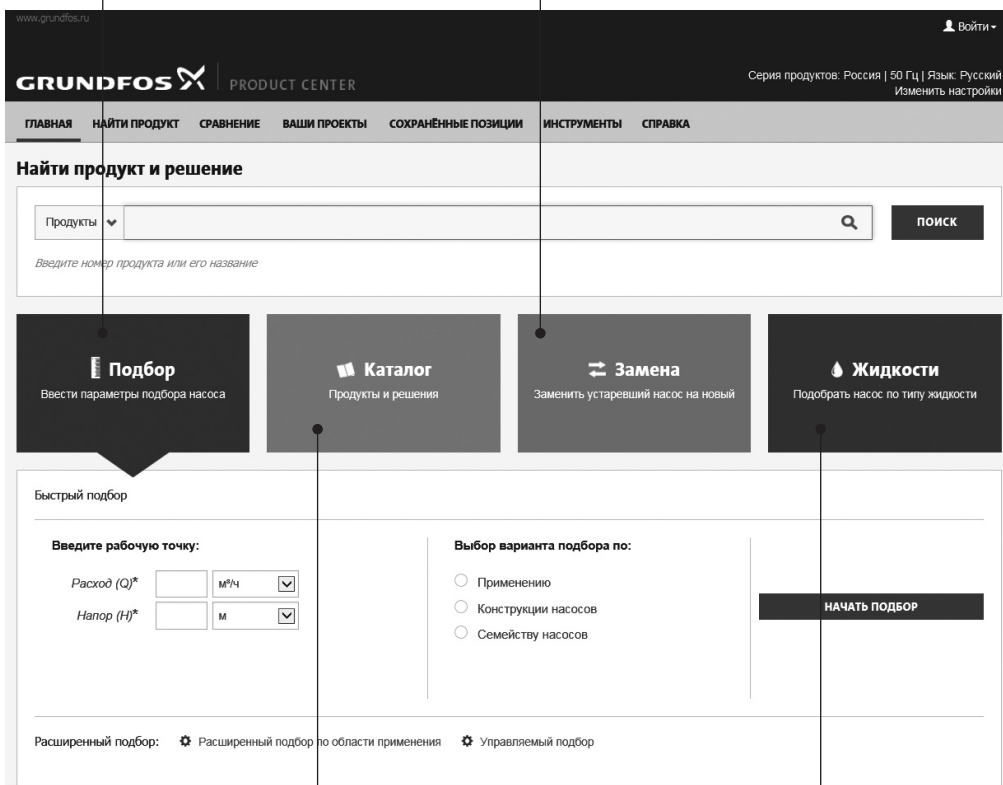 www.grundfos.ru
Войти
GRUNDFOS PRODUCT CENTER
Серия продуктов: Россия | 50 Гц | Язык: Русский
Изменить настройки
ГЛАВНАЯ НАЙТИ ПРОДУКТ СРАВНЕНИЕ ВАШИ ПРОЕКТЫ СОХРАНЁННЫЕ ПОЗИЦИИ ИНСТРУМЕНТЫ СПРАВКА
Найти продукт и решение
Продукты
ПОИСК
Введите номер продукта или его название
Подбор
Ввести параметры подбора насоса
Каталог
Продукты и решения
Замена
Заменить устаревший насос на новый
Жидкости
Подобрать насос по типу жидкости
Быстрый подбор
Введите рабочую точку:
Расход (Q)* м³/ч
Напор (H)* м
Выбор варианта подбора по:
Применению
Конструкции насосов
Семейству насосов
НАЧАТЬ ПОДБОР
Расширенный подбор: Расширенный подбор по области применения Управляемый подбор